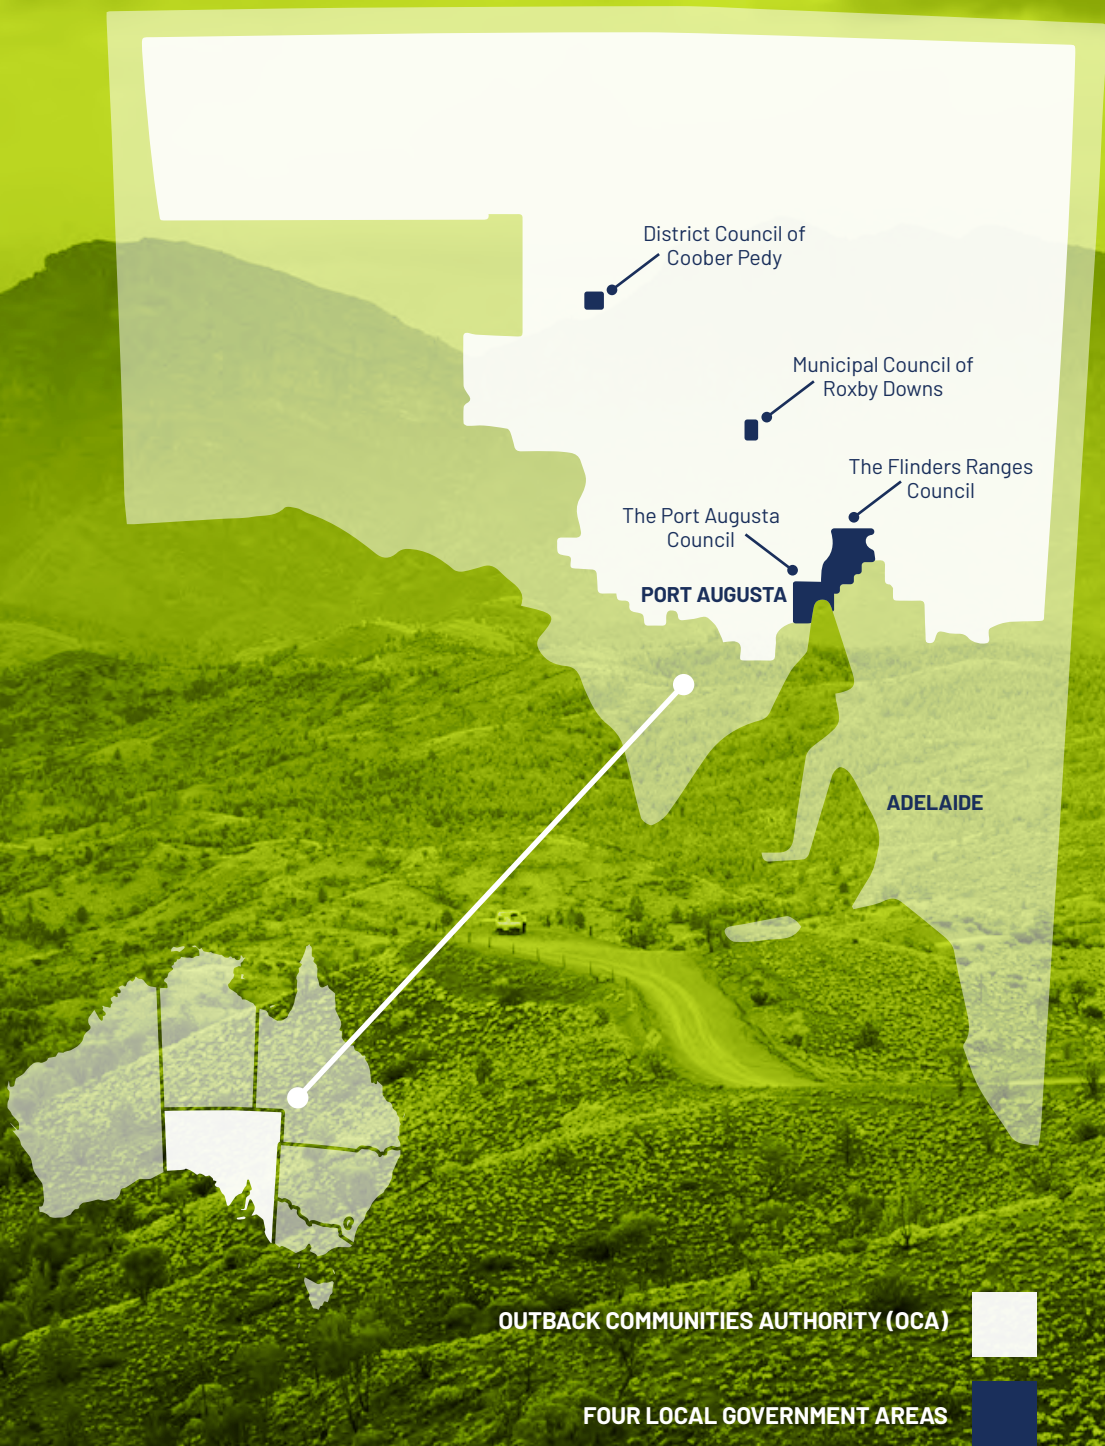 District Council of
Coober Pedy
Municipal Council of
Roxby Downs
The Flinders Ranges
Council
The Port Augusta
Council
PORT AUGUSTA
ADELAIDE
OUTBACK COMMUNITIES AUTHORITY (OCA)
FOUR LOCAL GOVERNMENT AREAS